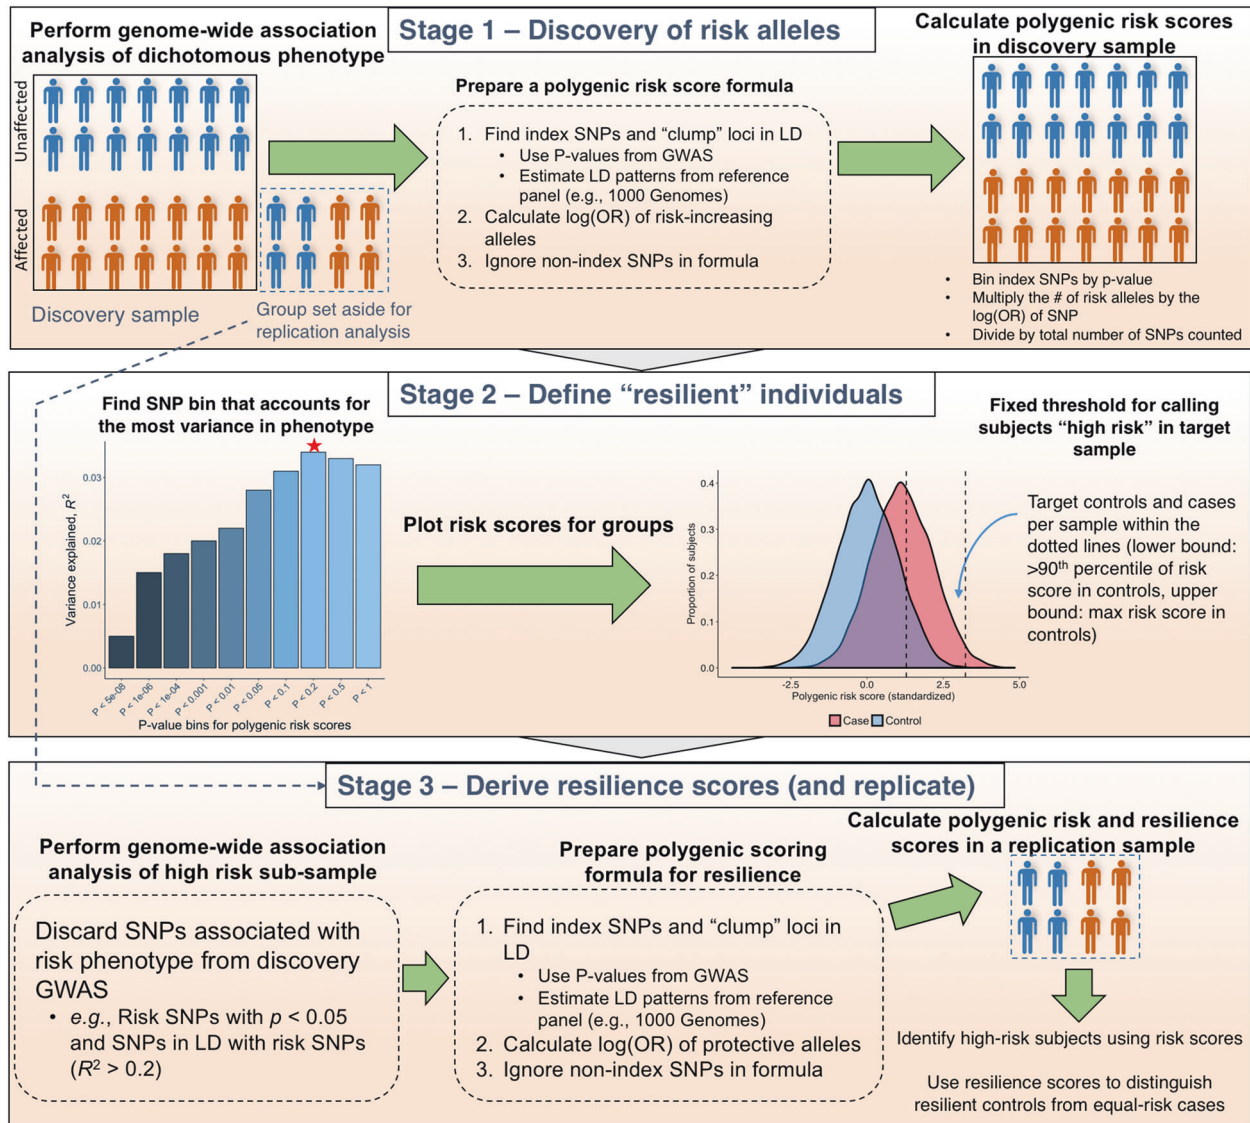 Stage 1 – Discovery of risk alleles
Perform genome-wide association
analysis of dichotomous phenotype
Unaffected
Affected
Discovery sample
Group set aside for
replication analysis
Prepare a polygenic risk score formula
1. Find index SNPs and “clump” loci in LD
• Use P-values from GWAS
• Estimate LD patterns from reference
panel (e.g., 1000 Genomes)
2. Calculate log(OR) of risk-increasing
alleles
3. Ignore non-index SNPs in formula
Calculate polygenic risk scores
in discovery sample
• Bin index SNPs by p-value
• Multiply the # of risk alleles by the
log(OR) of SNP
• Divide by total number of SNPs counted
Stage 2 – Define “resilient” individuals
Find SNP bin that accounts for
the most variance in phenotype
Variance explained, R²
0.03
0.02
0.01
0.00
P < 5e-08
P < 1e-06
P < 1e-04
P < 0.001
P < 0.01
P < 0.05
P < 0.1
P < 0.2
P < 0.5
P < 1
P-value bins for polygenic risk scores
Plot risk scores for groups
Proportion of subjects
0.4
0.3
0.2
0.1
0.0
-2.5
0.0
2.5
5.0
Polygenic risk score (standardized)
Case
Control
Fixed threshold for calling
subjects “high risk” in target
sample
Target controls and cases
per sample within the
dotted lines (lower bound:
>90th percentile of risk
score in controls, upper
bound: max risk score in
controls)
Stage 3 – Derive resilience scores (and replicate)
Perform genome-wide association
analysis of high risk sub-sample
Discard SNPs associated with
risk phenotype from discovery
GWAS
• e.g., Risk SNPs with p < 0.05
and SNPs in LD with risk SNPs
(R² > 0.2)
Prepare polygenic scoring
formula for resilience
1. Find index SNPs and “clump” loci in
LD
• Use P-values from GWAS
• Estimate LD patterns from reference
panel (e.g., 1000 Genomes)
2. Calculate log(OR) of protective alleles
3. Ignore non-index SNPs in formula
Calculate polygenic risk and resilience
scores in a replication sample
Identify high-risk subjects using risk scores
Use resilience scores to distinguish
resilient controls from equal-risk cases